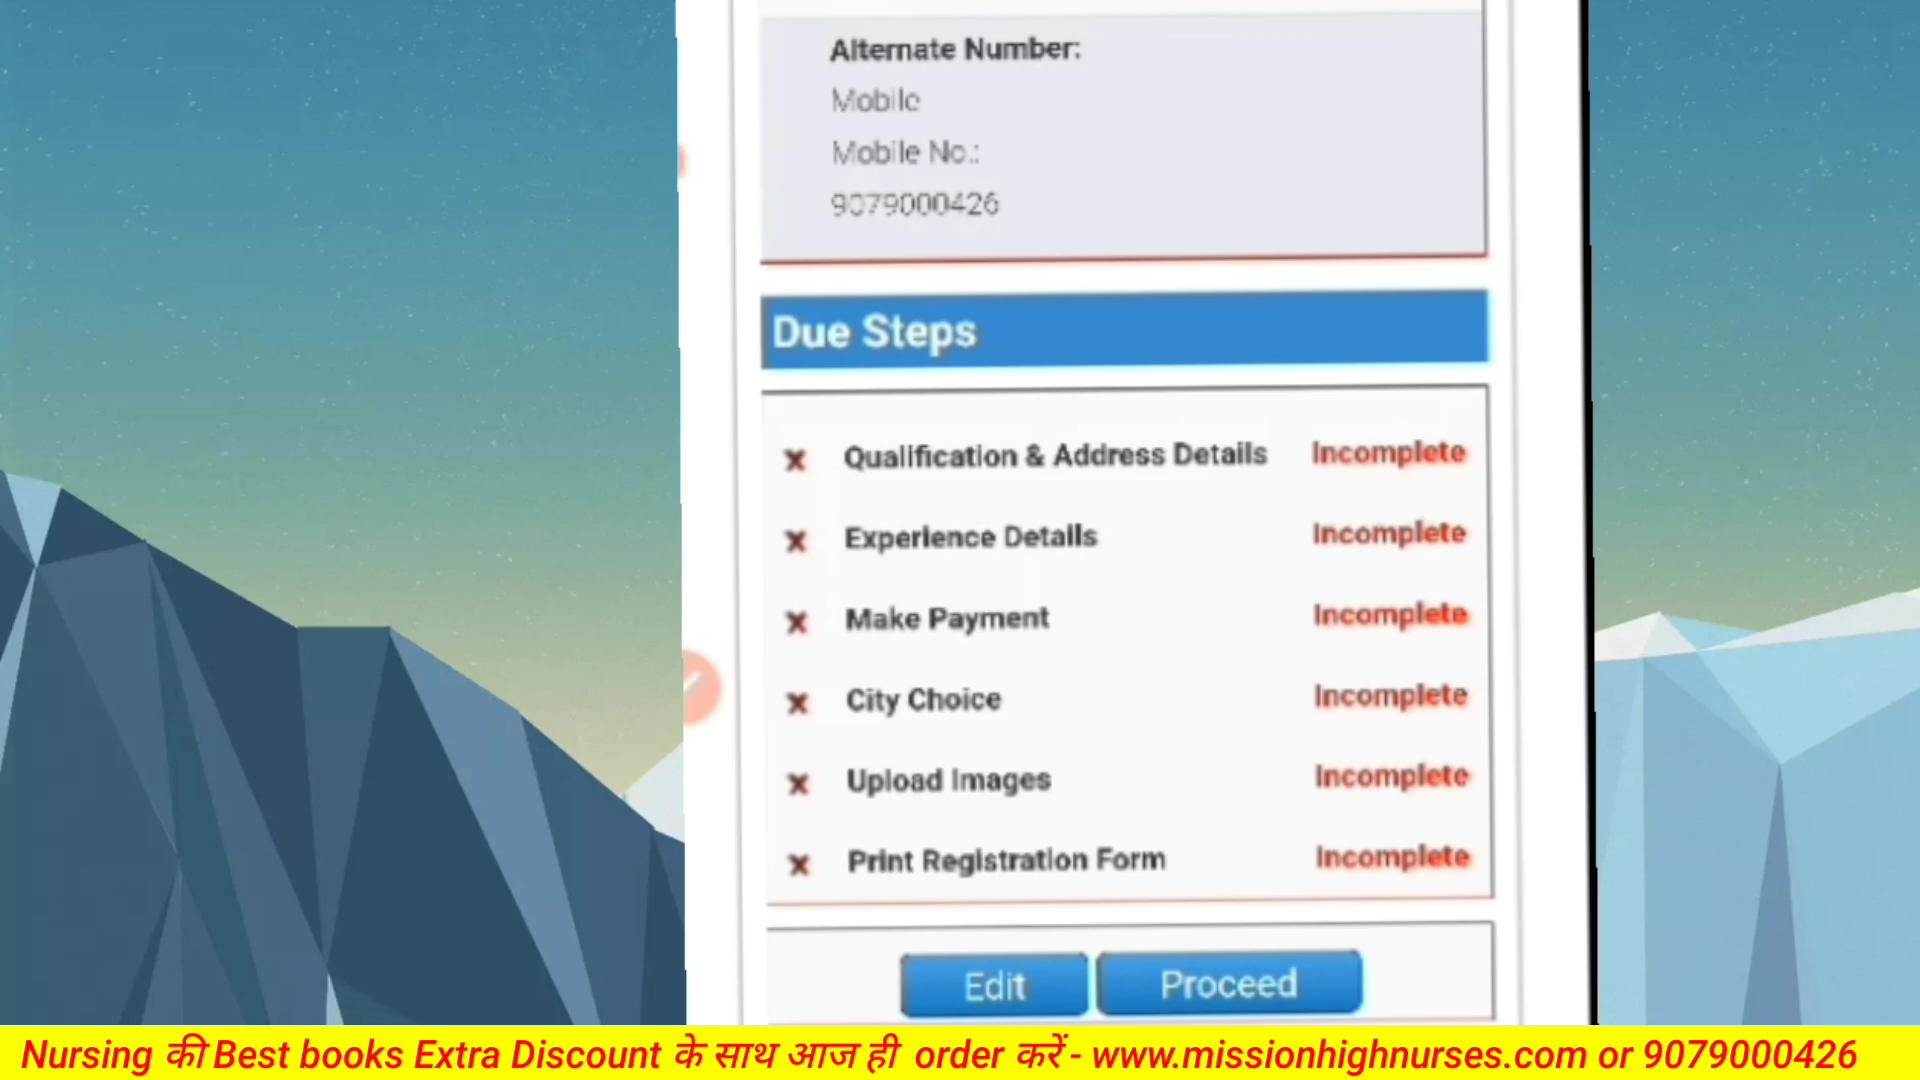 Alternate Number:
Mobile
Mobile No.:
9079000426
Due Steps
x Qualification & Address Details Incomplete
x Experience Details Incomplete
x Make Payment Incomplete
x City Choice Incomplete
x Upload Images Incomplete
x Print Registration Form Incomplete
Edit Proceed
Nursing की Best books Extra Discount के साथ आज ही order करें - www.missionhighnurses.com or 9079000426